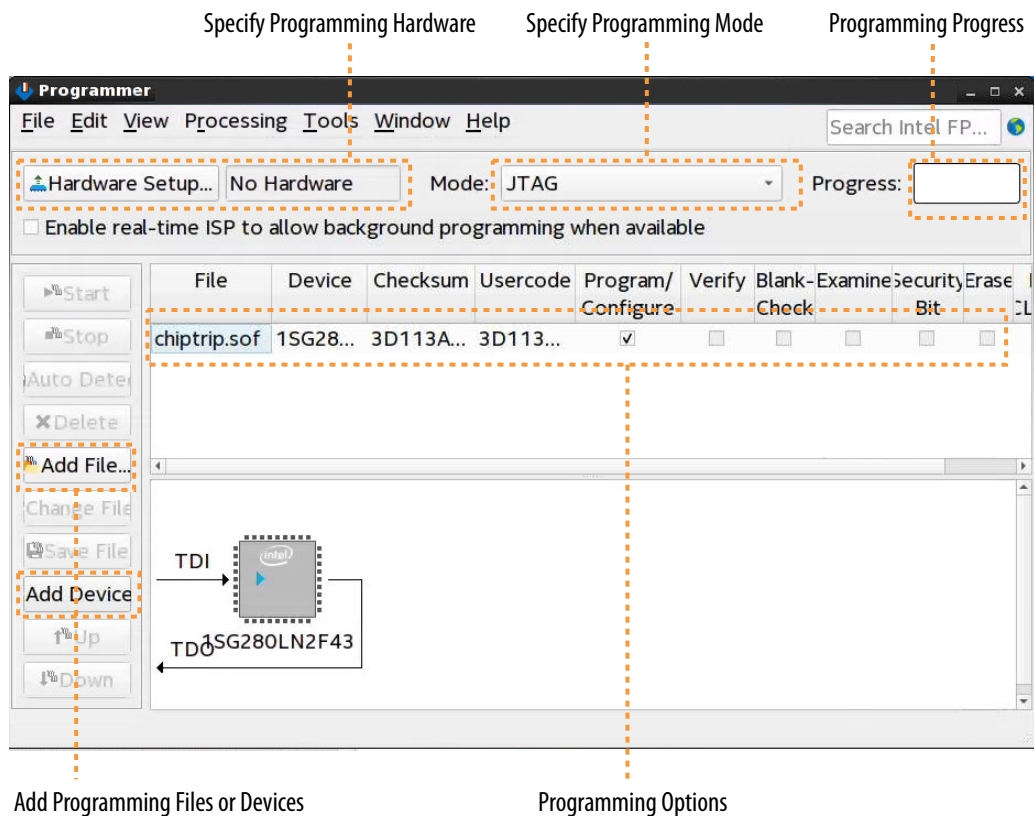 Specify Programming Hardware Specify Programming Mode Programming Progress
Programmer
File Edit View Processing Tools Window Help
Search Intel FP...
Hardware Setup... No Hardware Mode: JTAG Progress:
Enable real-time ISP to allow background programming when available
File Device Checksum Usercode Program/ Verify Blank- Examine Security Erase
Configure Check Bit CL
chiptrip.sof 1SG28... 3D113A... 3D113...
Start
Stop
Auto Dete
Delete
Add File...
Change File
Save File
Add Device
Up
Down
TDI
intel
1SG280LN2F43
TDO
Add Programming Files or Devices Programming Options